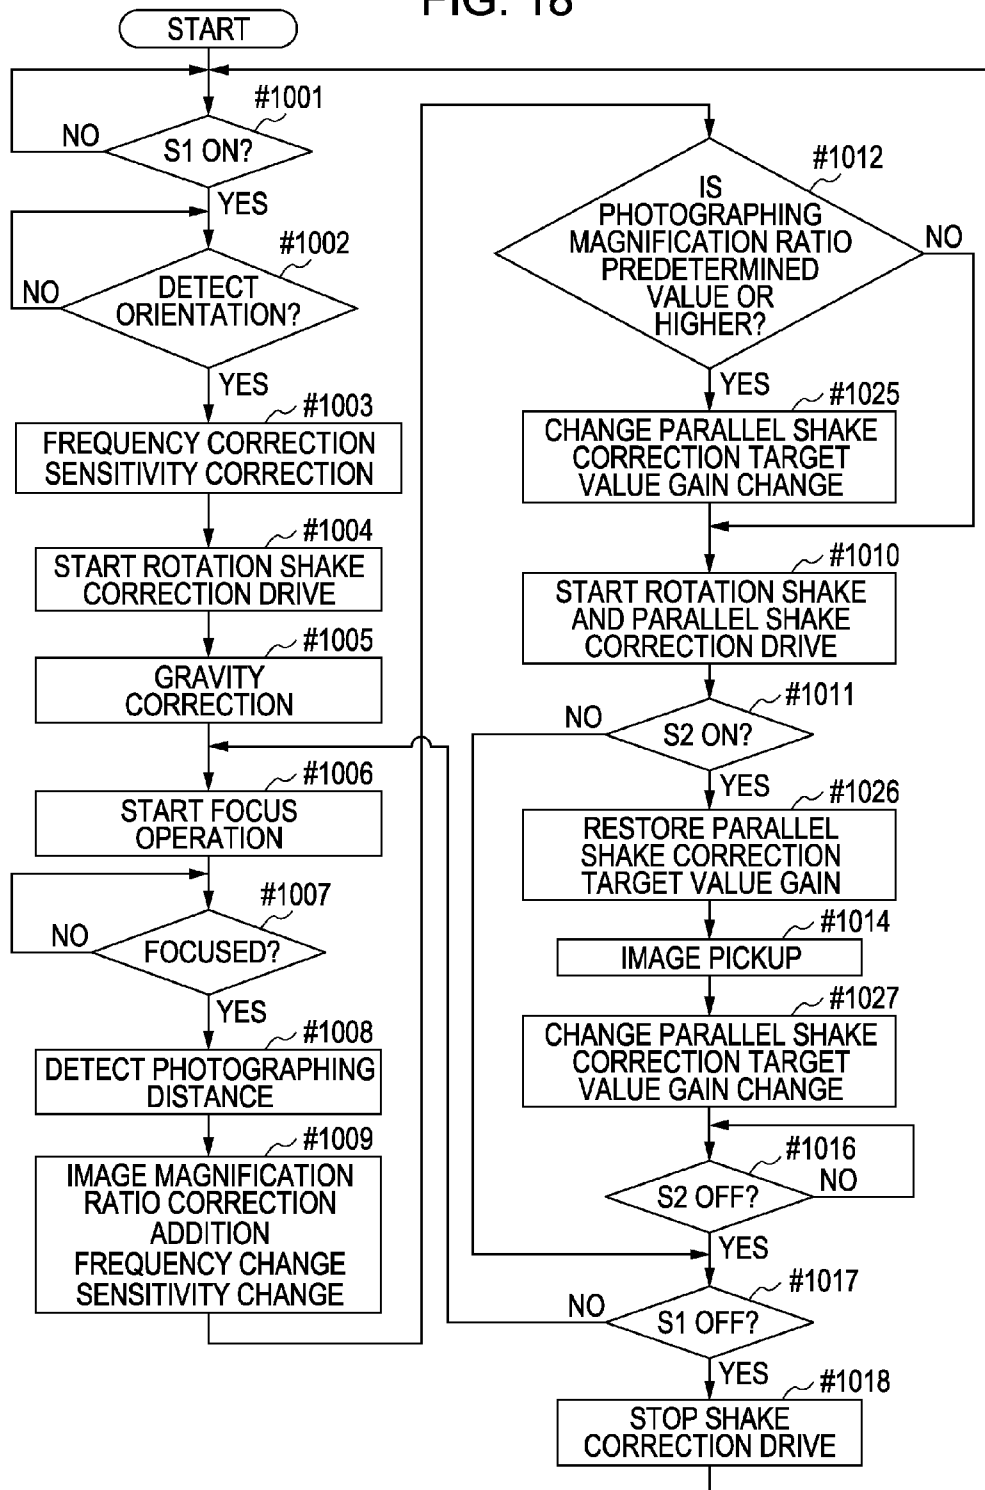 FIG. 18
START
#1001
S1 ON?
NO
YES
#1002
DETECT
ORIENTATION?
NO
YES
#1003
FREQUENCY CORRECTION
SENSITIVITY CORRECTION
#1004
START ROTATION SHAKE
CORRECTION DRIVE
#1005
GRAVITY
CORRECTION
#1006
START FOCUS
OPERATION
#1007
FOCUSED?
NO
YES
#1008
DETECT PHOTOGRAPHING
DISTANCE
#1009
IMAGE MAGNIFICATION
RATIO CORRECTION
ADDITION
FREQUENCY CHANGE
SENSITIVITY CHANGE
#1012
IS
PHOTOGRAPHING
MAGNIFICATION RATIO
PREDETERMINED
VALUE OR
HIGHER?
NO
YES
#1025
CHANGE PARALLEL SHAKE
CORRECTION TARGET
VALUE GAIN CHANGE
#1010
START ROTATION SHAKE
AND PARALLEL SHAKE
CORRECTION DRIVE
#1011
S2 ON?
NO
YES
#1026
RESTORE PARALLEL
SHAKE CORRECTION
TARGET VALUE GAIN
#1014
IMAGE PICKUP
#1027
CHANGE PARALLEL SHAKE
CORRECTION TARGET
VALUE GAIN CHANGE
#1016
S2 OFF?
NO
YES
#1017
S1 OFF?
NO
YES
#1018
STOP SHAKE
CORRECTION DRIVE